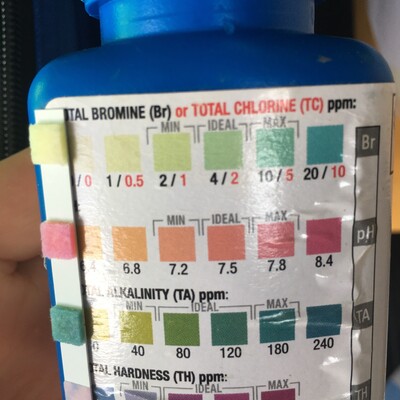 TAL BROMINE (Br) or TOTAL CHLORINE (TC) ppm:
MIN IDEAL MAX
Br
/ 0 1 / 0.5 2 / 1 4 / 2 10 / 5 20 / 10
MIN IDEAL MAX
pH
.4 6.8 7.2 7.5 7.8 8.4
AL ALKALINITY (TA) ppm:
MIN IDEAL MAX
TA
0 40 80 120 180 240
TAL HARDNESS (TH) ppm:
MIN IDEAL MAX